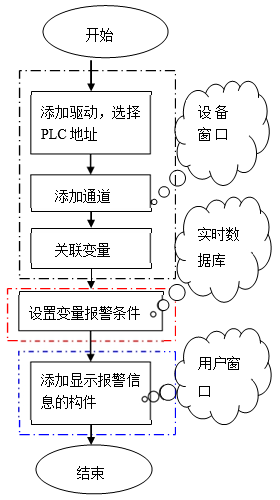 开始
添加驱动，选择
PLC 地址
设备
窗口
添加通道
关联变量
实时数
据库
设置变量报警条件
添加显示报警信
息的构件
用户窗
口
结束